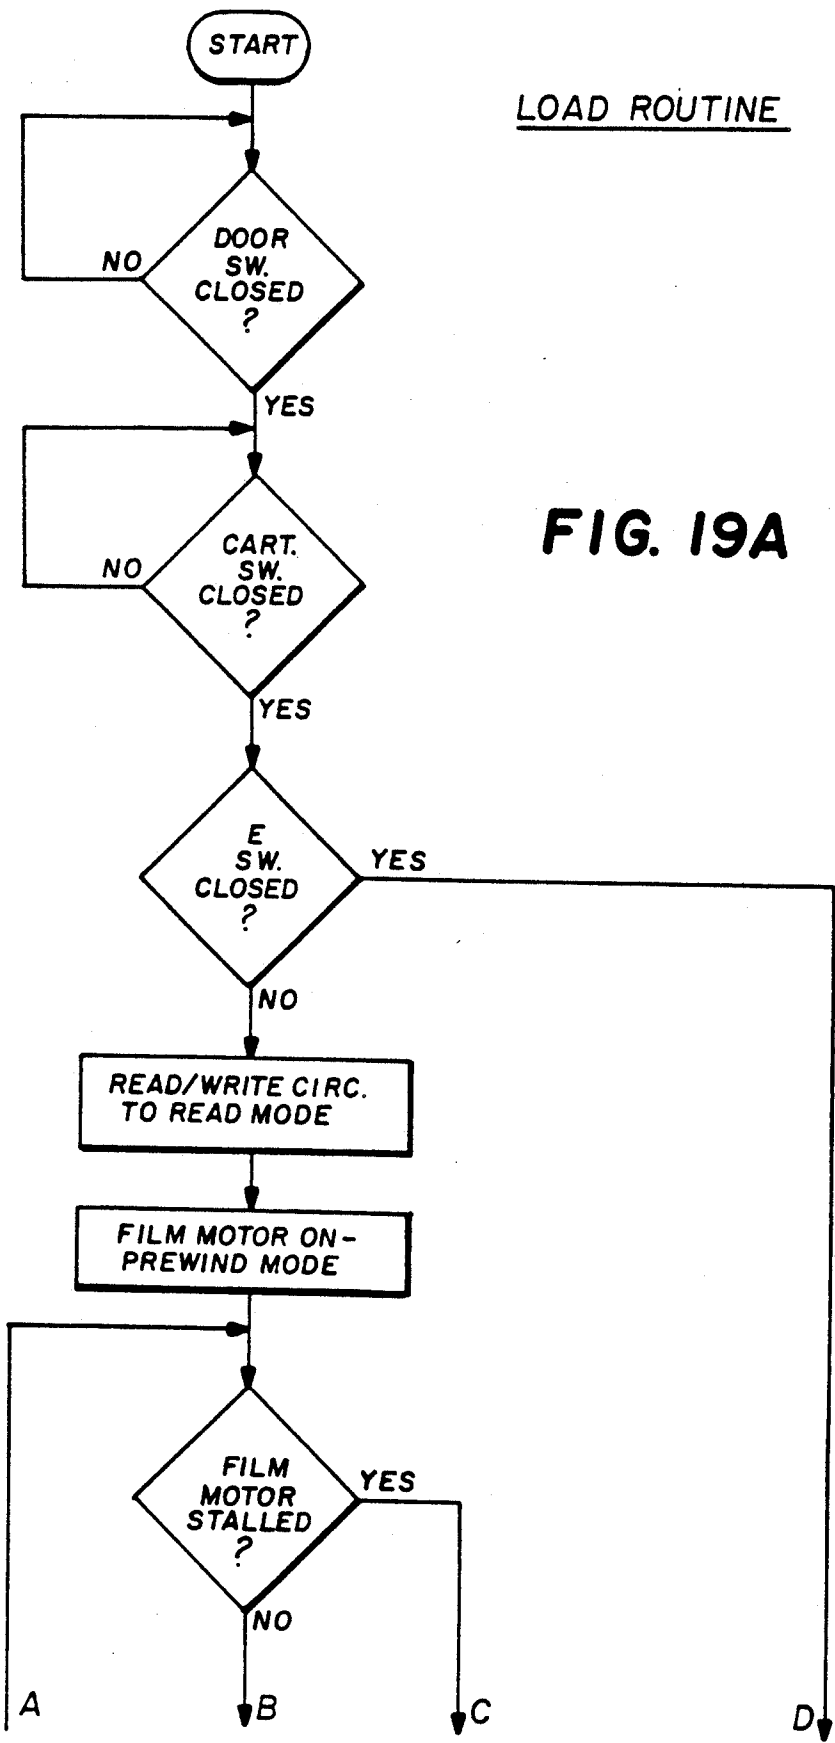 START
LOAD ROUTINE
DOOR
SW.
CLOSED
?
NO
YES
FIG. 19A
CART.
SW.
CLOSED
?
NO
YES
E
SW.
CLOSED
?
YES
NO
READ/WRITE CIRC.
TO READ MODE
FILM MOTOR ON-
PREWIND MODE
FILM
MOTOR
STALLED
?
YES
NO
A
B
C
D